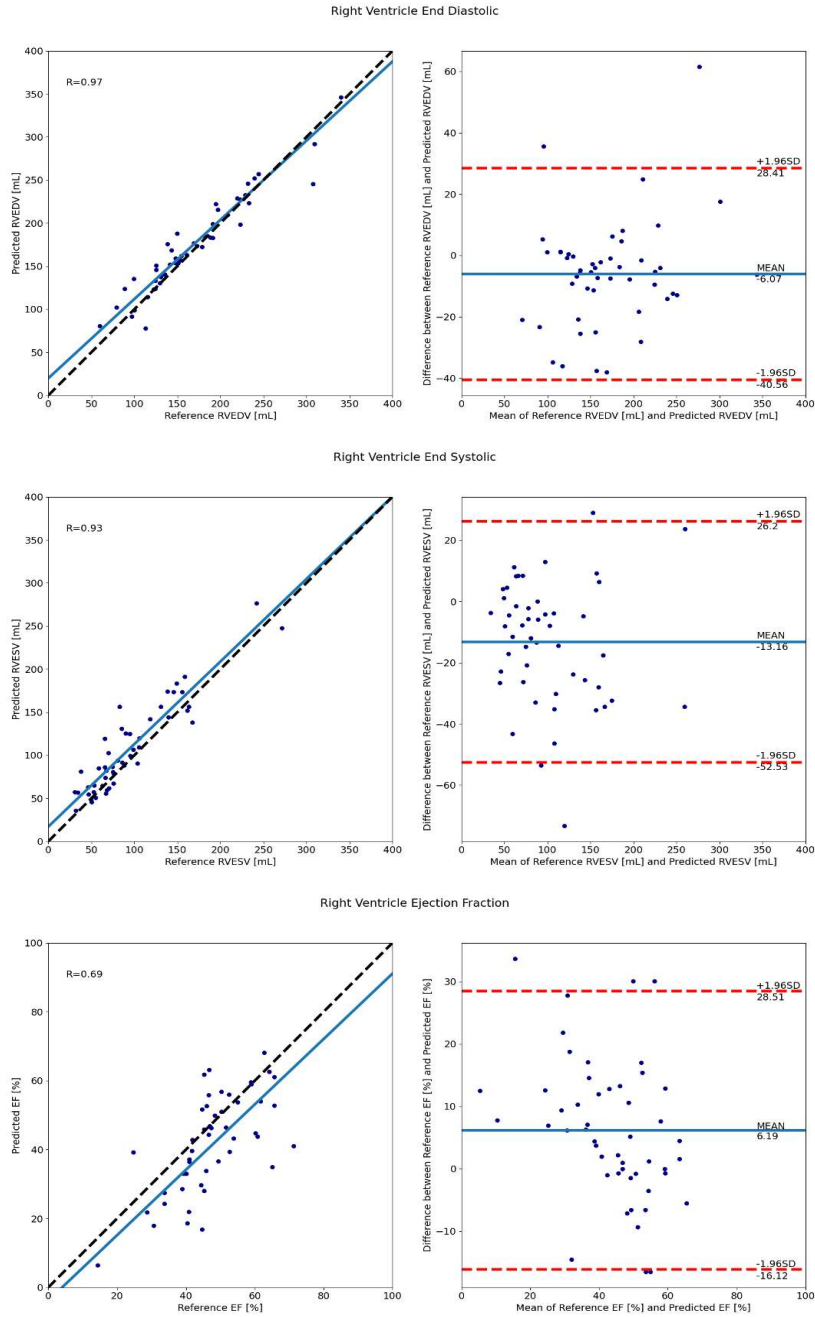 Right Ventricle End Diastolic
R=0.97
Predicted RVEDV [mL]
400
350
300
250
200
150
100
50
0
0 50 100 150 200 250 300 350 400
Reference RVEDV [mL]
Difference between Reference RVEDV [mL] and Predicted RVEDV [mL]
60
40
20
0
−20
−40
+1.96SD
28.41
MEAN
-6.07
-1.96SD
-40.56
0 50 100 150 200 250 300 350 400
Mean of Reference RVEDV [mL] and Predicted RVEDV [mL]
Right Ventricle End Systolic
R=0.93
Predicted RVESV [mL]
400
350
300
250
200
150
100
50
0
0 50 100 150 200 250 300 350 400
Reference RVESV [mL]
Difference between Reference RVESV [mL] and Predicted RVESV [mL]
20
0
−20
−40
−60
+1.96SD
26.2
MEAN
-13.16
-1.96SD
-52.53
0 50 100 150 200 250 300 350 400
Mean of Reference RVESV [mL] and Predicted RVESV [mL]
Right Ventricle Ejection Fraction
R=0.69
Predicted EF [%]
100
80
60
40
20
0
0 20 40 60 80 100
Reference EF [%]
Difference between Reference EF [%] and Predicted EF [%]
30
20
10
0
−10
+1.96SD
28.51
MEAN
6.19
-1.96SD
-16.12
0 20 40 60 80 100
Mean of Reference EF [%] and Predicted EF [%]